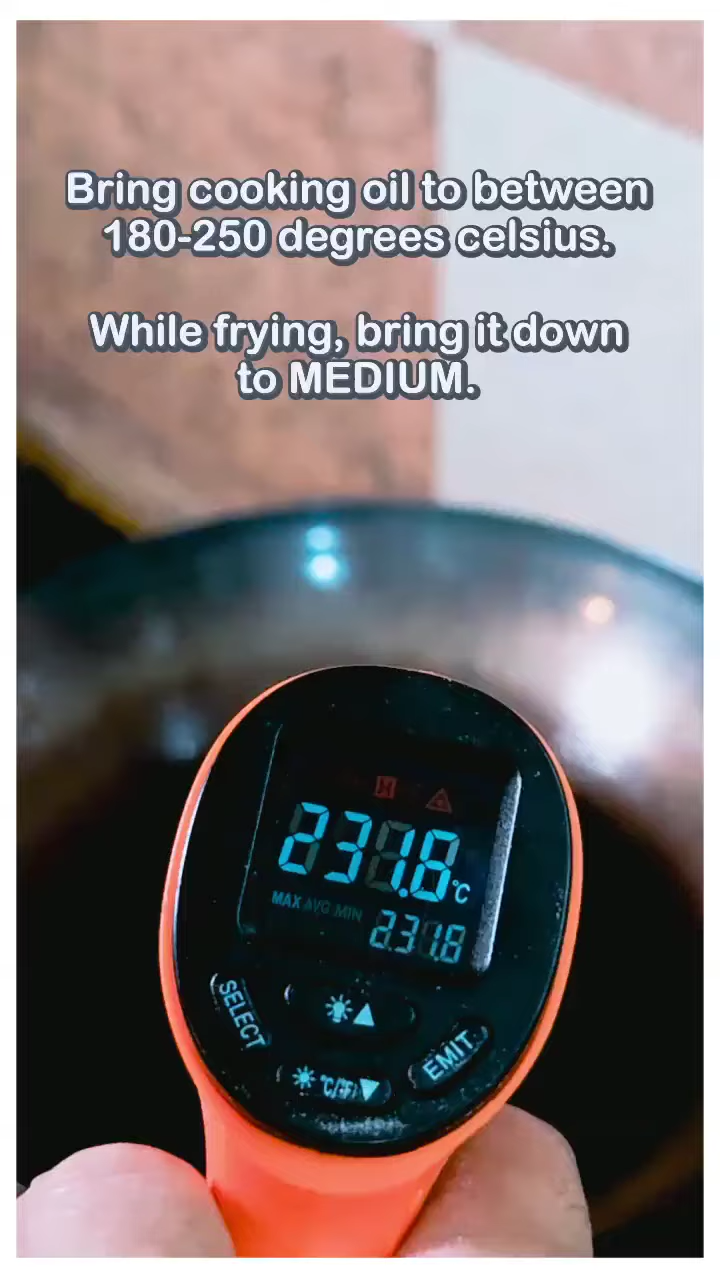 Bring cooking oil to between
180-250 degrees celsius.
While frying, bring it down
to MEDIUM.
231.8°C
MAX AVG MIN
231.8
SELECT
EMIT
°C/°F/